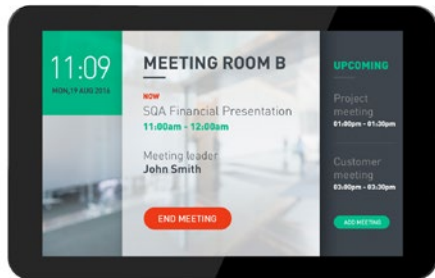 11:09
MON,19 AUG 2016
MEETING ROOM B
NOW
SQA Financial Presentation
11:00am - 12:00am
Meeting leader
John Smith
END MEETING
UPCOMING
Project
meeting
01:00pm - 01:30pm
Customer
meeting
03:00pm - 03:30pm
ADD MEETING